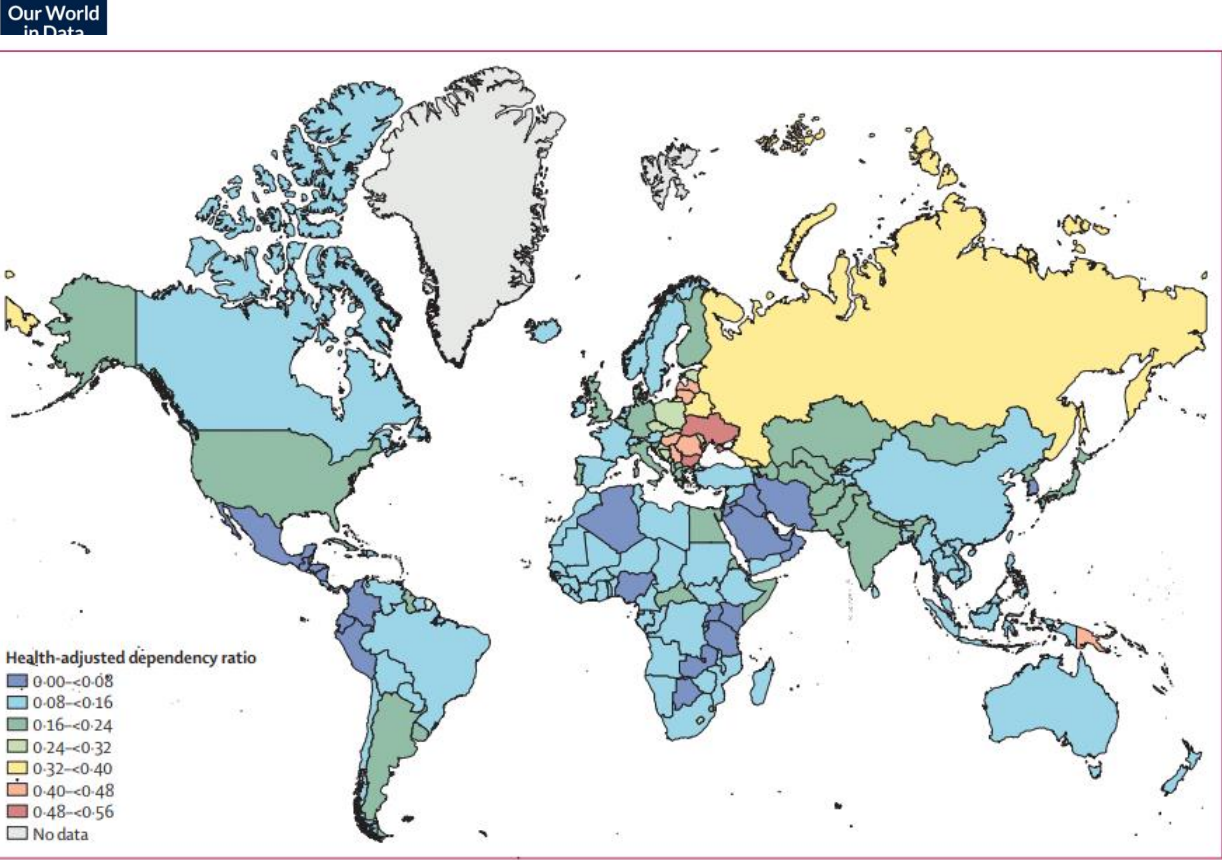 Our World
in Data
Health-adjusted dependency ratio
0·00–<0·08
0·08–<0·16
0·16–<0·24
0·24–<0·32
0·32–<0·40
0·40–<0·48
0·48–<0·56
No data